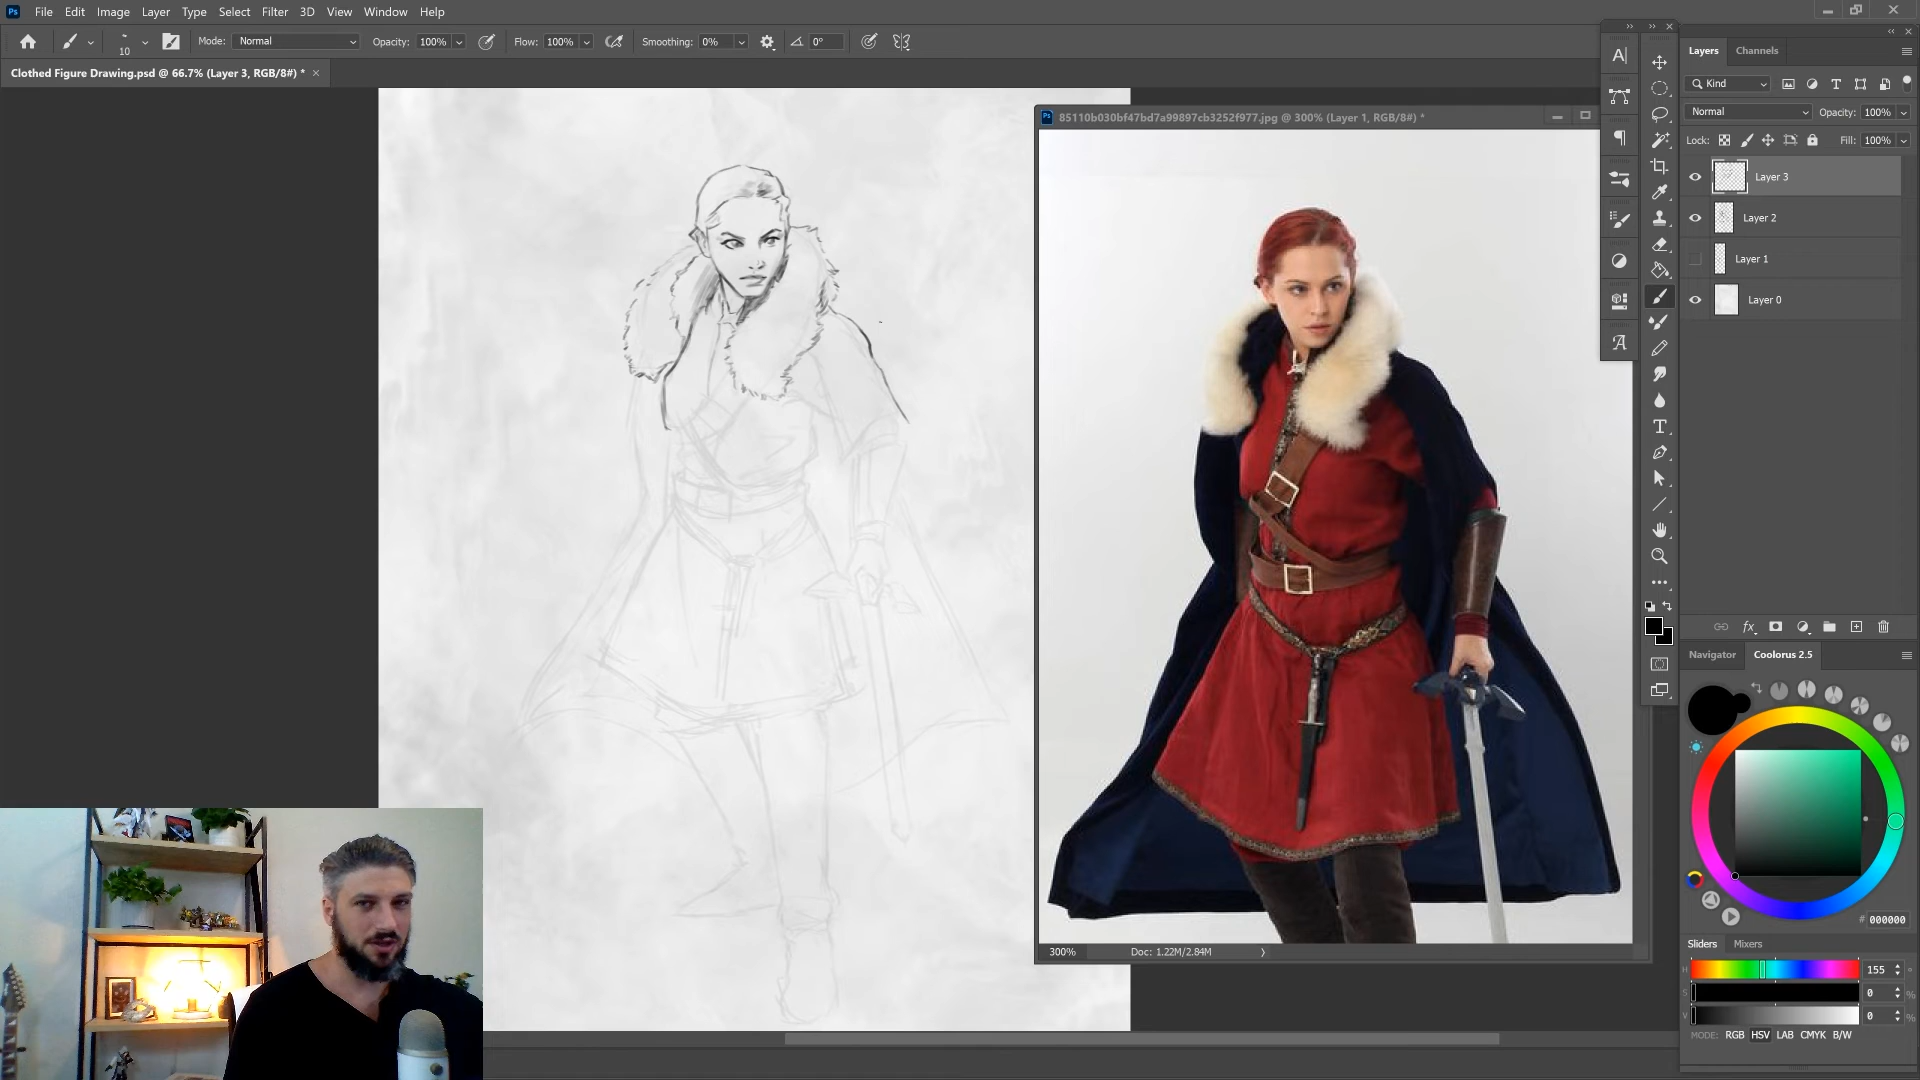 Ps File Edit Image Layer Type Select Filter 3D View Window Help
10 Mode: Normal Opacity: 100% Flow: 100% Smoothing: 0% 0°
Clothed Figure Drawing.psd @ 66.7% (Layer 3, RGB/8#) * ×
Ps 85110b030bf47bd7a99897cb3252f977.jpg @ 300% (Layer 1, RGB/8#) *
300% Doc: 1.22M/2.84M
Layers Channels
Kind
Normal Opacity: 100%
Lock: Fill: 100%
Layer 3
Layer 2
Layer 1
Layer 0
fx
Navigator Coolorus 2.5
# 000000
Sliders Mixers
H 155 °
S 0 %
V 0 %
MODE: RGB HSV LAB CMYK B/W